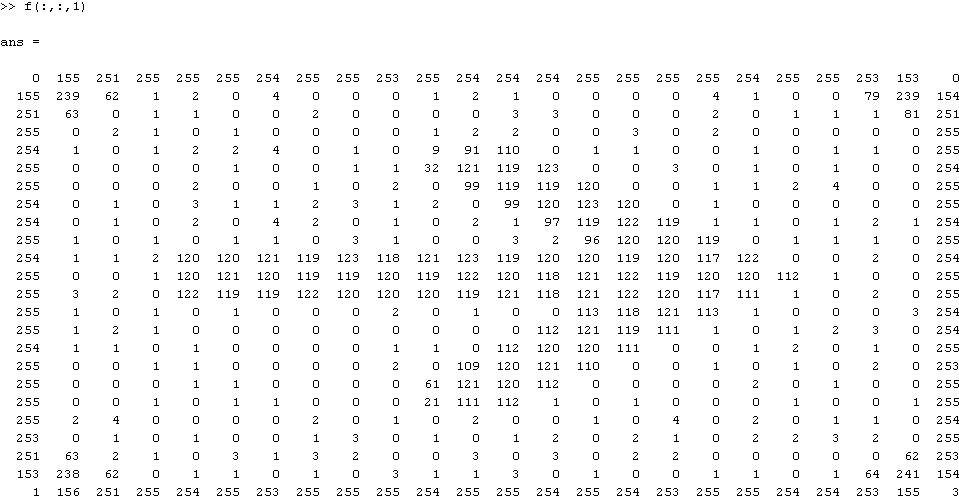 >> f(:,:,1)
ans =
0 155 251 255 255 255 254 255 255 253 255 254 254 254 255 255 255 255 254 255 255 253 153 0
155 239 62 1 2 0 4 0 0 0 1 2 1 0 0 0 0 4 1 0 0 79 239 154
251 63 0 1 1 0 0 2 0 0 0 0 3 3 0 0 0 2 0 1 1 1 81 251
255 0 2 1 0 1 0 0 0 0 1 2 2 0 0 3 0 2 0 0 0 0 0 255
254 1 0 1 2 2 4 0 1 0 9 91 110 0 1 1 0 0 1 0 1 1 0 255
255 0 0 0 0 1 0 0 1 1 32 121 119 123 0 0 3 0 1 0 1 0 0 254
255 0 0 0 2 0 0 1 0 2 0 99 119 119 120 0 0 1 1 2 4 0 0 255
254 0 1 0 3 1 1 2 3 1 2 0 99 120 123 120 0 1 0 0 0 0 0 255
254 0 1 0 2 0 4 2 0 1 0 2 1 97 119 122 119 1 1 0 1 2 1 254
255 1 0 1 0 1 1 0 3 1 0 0 3 2 96 120 120 119 0 1 1 1 0 255
254 1 1 2 120 120 121 119 123 118 121 123 119 120 120 119 120 117 122 0 0 2 0 254
255 0 0 1 120 121 120 119 119 120 119 122 120 118 121 122 119 120 120 112 1 0 0 255
255 3 2 0 122 119 119 122 120 120 120 119 121 118 121 122 120 117 111 1 0 2 0 255
255 1 0 1 0 1 0 0 0 2 0 1 0 0 113 118 121 113 1 0 0 0 3 254
255 1 2 1 0 0 0 0 0 0 0 0 0 112 121 119 111 1 0 1 2 3 0 254
254 1 1 0 1 0 0 0 0 1 1 0 112 120 120 111 0 0 1 2 0 1 0 255
255 0 0 1 1 0 0 0 0 2 0 109 120 121 110 0 0 1 0 1 0 2 0 253
255 0 0 0 1 1 0 0 0 0 61 121 120 112 0 0 0 0 2 0 1 0 0 255
255 0 0 1 0 1 1 0 0 0 21 111 112 1 0 1 0 0 0 1 0 0 1 255
255 2 4 0 0 0 0 2 0 1 0 2 0 0 1 0 4 0 2 0 1 1 0 254
253 0 1 0 1 0 0 1 3 0 1 0 1 2 0 2 1 0 2 2 3 2 0 255
251 63 2 1 0 3 1 3 2 0 0 3 0 3 0 2 2 0 0 0 0 0 62 253
153 238 62 0 1 1 0 1 0 3 1 1 3 0 1 0 0 1 1 0 1 64 241 154
1 156 251 255 254 255 253 255 255 255 254 255 254 255 254 255 254 253 255 255 254 254 253 155 3